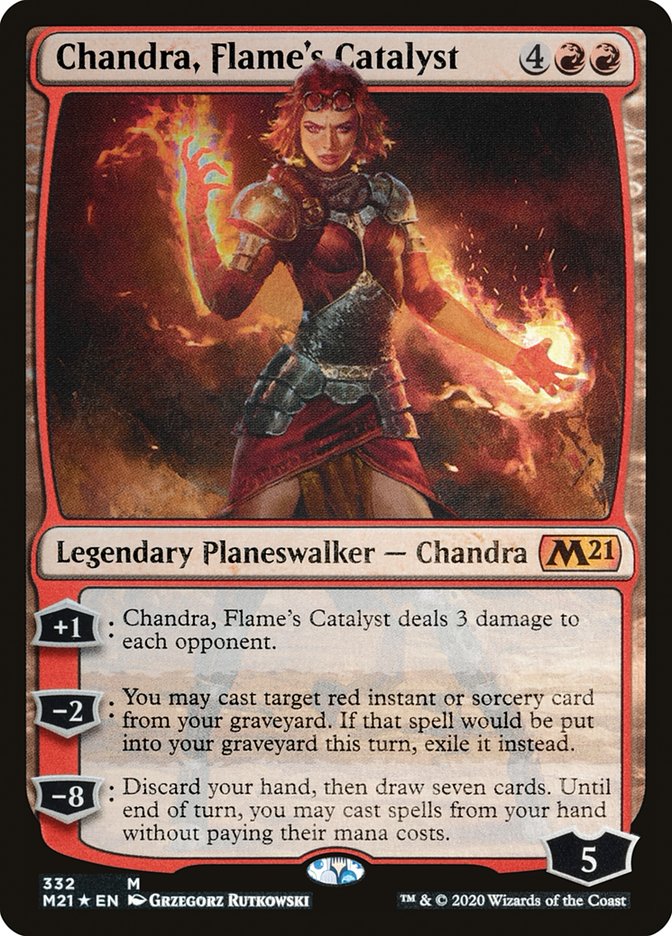 Chandra, Flame's Catalyst 4
Legendary Planeswalker — Chandra M21
+1: Chandra, Flame's Catalyst deals 3 damage to
each opponent.
−2: You may cast target red instant or sorcery card
from your graveyard. If that spell would be put
into your graveyard this turn, exile it instead.
−8: Discard your hand, then draw seven cards. Until
end of turn, you may cast spells from your hand
without paying their mana costs.
5
332 M
M21 ★ EN Grzegorz Rutkowski ™ & © 2020 Wizards of the Coast